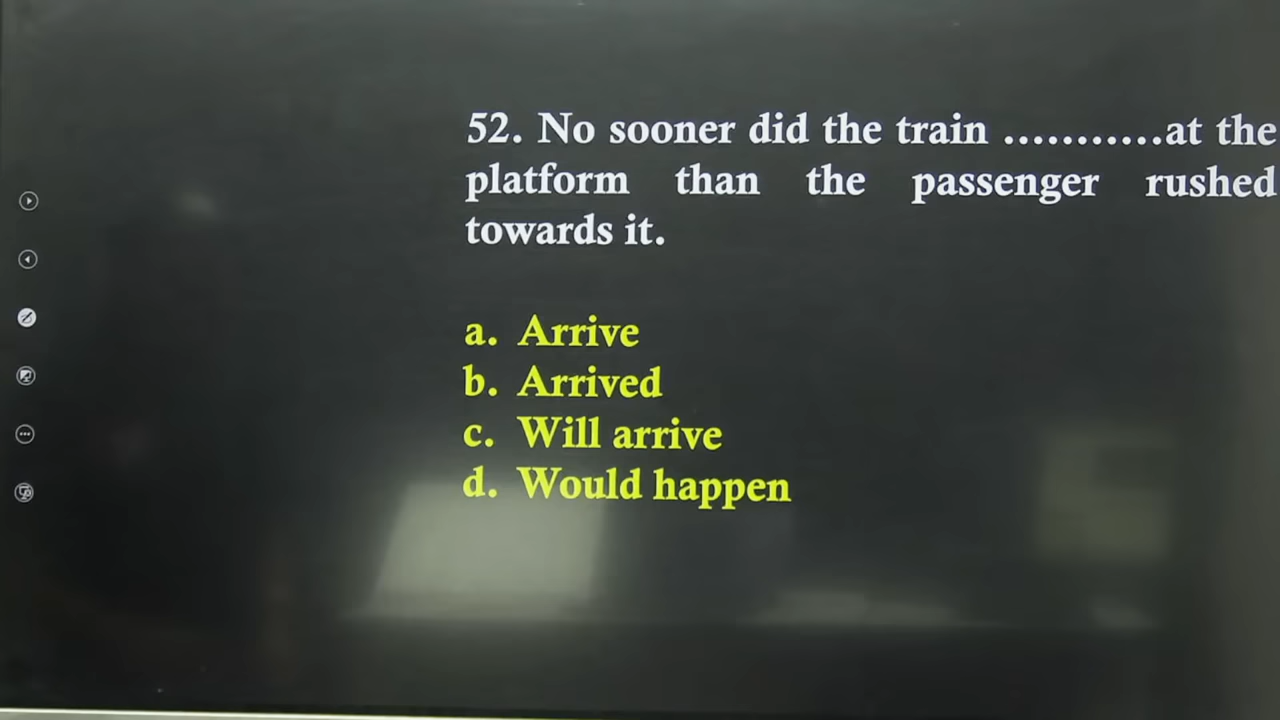 52. No sooner did the train ...........at the
platform than the passenger rushed
towards it.
a. Arrive
b. Arrived
c. Will arrive
d. Would happen